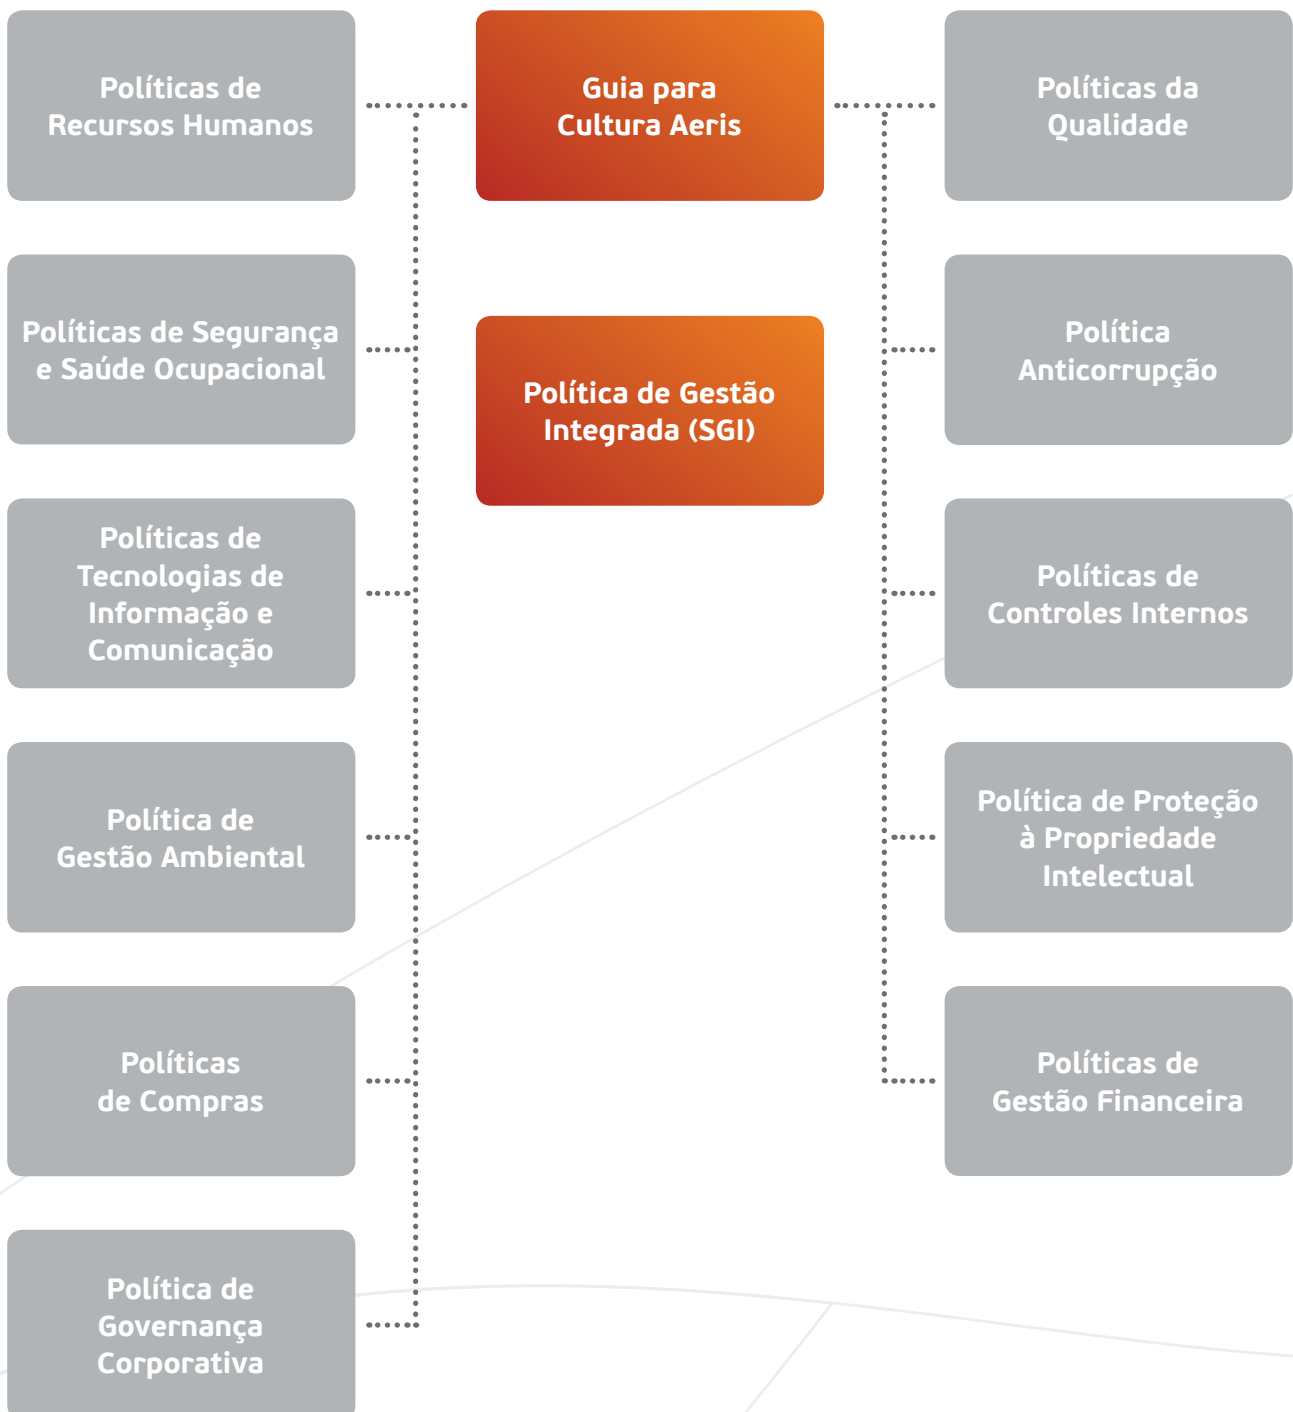 Políticas de
Recursos Humanos
Guia para
Cultura Aeris
Políticas da
Qualidade
Políticas de Segurança
e Saúde Ocupacional
Política de Gestão
Integrada (SGI)
Política
Anticorrupção
Políticas de
Tecnologias de
Informação e
Comunicação
Políticas de
Controles Internos
Política de
Gestão Ambiental
Política de Proteção
à Propriedade
Intelectual
Políticas
de Compras
Políticas de
Gestão Financeira
Política de
Governança
Corporativa